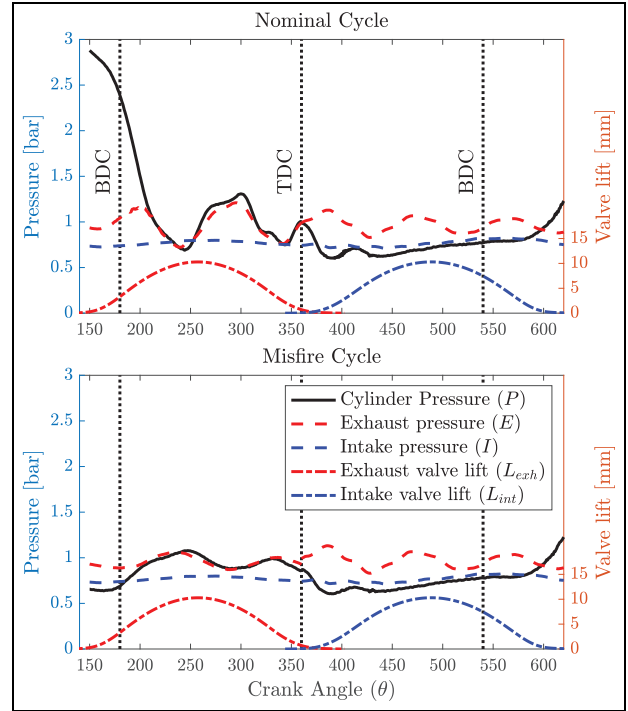 Nominal Cycle
3
2.5
2
1.5
1
0.5
0
Pressure [bar]
BDC
TDC
BDC
15
10
5
0
Valve lift [mm]
150 200 250 300 350 400 450 500 550 600
Misfire Cycle
3
2.5
2
1.5
1
0.5
0
Pressure [bar]
Cylinder Pressure (P)
Exhaust pressure (E)
Intake pressure (I)
Exhaust valve lift (L_exh)
Intake valve lift (L_int)
15
10
5
0
Valve lift [mm]
150 200 250 300 350 400 450 500 550 600
Crank Angle (θ)